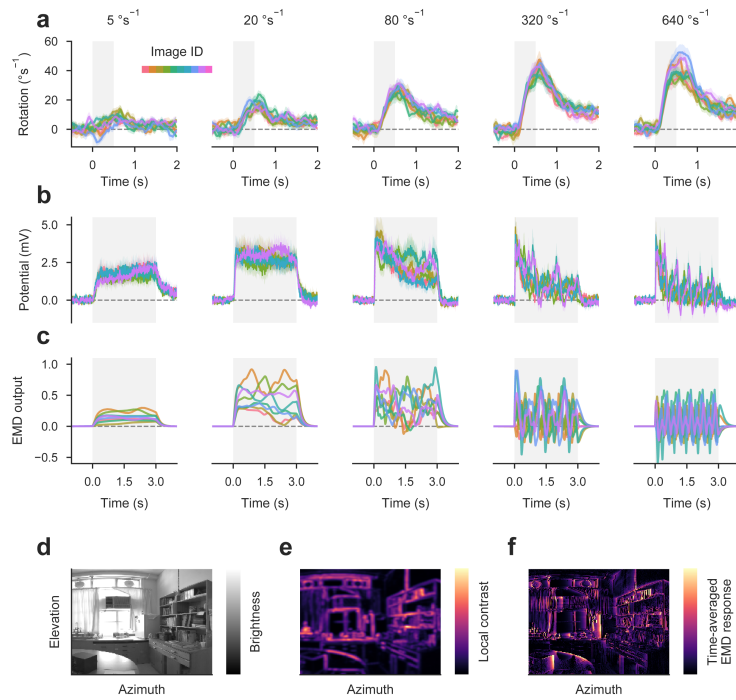 a
5 °s⁻¹ 20 °s⁻¹ 80 °s⁻¹ 320 °s⁻¹ 640 °s⁻¹
Image ID
Rotation (°s⁻¹)
60
40
20
0
0 1 2 0 1 2 0 1 2 0 1 2 0 1
Time (s) Time (s) Time (s) Time (s) Time (s)
b
Potential (mV)
5.0
2.5
0.0
c
EMD output
1.0
0.5
0.0
−0.5
0.0 1.5 3.0 0.0 1.5 3.0 0.0 1.5 3.0 0.0 1.5 3.0 0.0 1.5 3.0
Time (s) Time (s) Time (s) Time (s) Time (s)
d e f
Elevation
Brightness
Local contrast
Time-averaged
EMD response
Azimuth Azimuth Azimuth